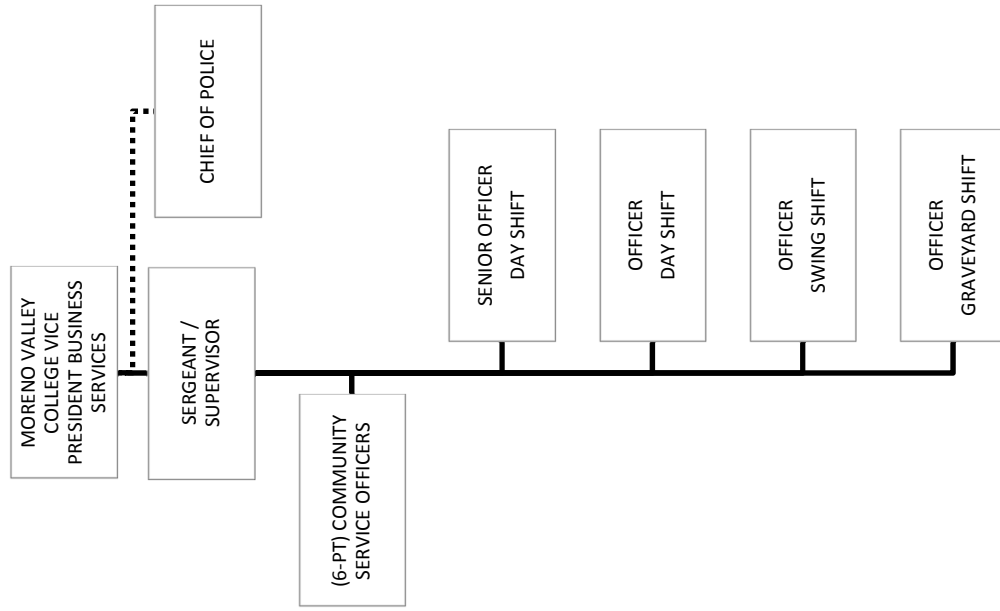 MORENO VALLEY
COLLEGE VICE
PRESIDENT BUSINESS
SERVICES
CHIEF OF POLICE
SERGEANT /
SUPERVISOR
(6-PT) COMMUNITY
SERVICE OFFICERS
SENIOR OFFICER
DAY SHIFT
OFFICER
DAY SHIFT
OFFICER
SWING SHIFT
OFFICER
GRAVEYARD SHIFT